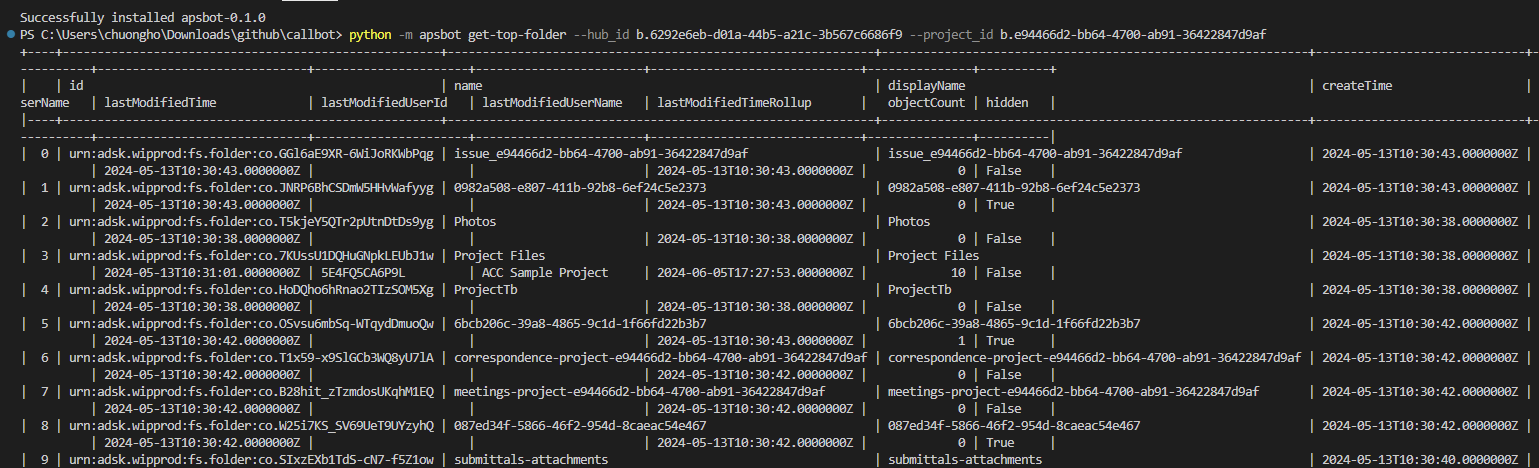 Successfully installed apsbot-0.1.0
PS C:\Users\chuongho\Downloads\github\callbot> python -m apsbot get-top-folder --hub_id b.6292e6eb-d01a-44b5-a21c-3b567c6686f9 --project_id b.e94466d2-bb64-4700-ab91-36422847d9af
| | id | name | displayName | createTime |
serName | lastModifiedTime | lastModifiedUserId | lastModifiedUserName | lastModifiedTimeRollup | objectCount | hidden |
| 0 | urn:adsk.wipprod:fs.folder:co.GGl6aE9XR-6WiJoRKWbPqg | issue_e94466d2-bb64-4700-ab91-36422847d9af | issue_e94466d2-bb64-4700-ab91-36422847d9af | 2024-05-13T10:30:43.0000000Z |
| 2024-05-13T10:30:43.0000000Z | | | 2024-05-13T10:30:43.0000000Z | 0 | False |
| 1 | urn:adsk.wipprod:fs.folder:co.JNRP6BhCSDmW5HHvWafyyg | 0982a508-e807-411b-92b8-6ef24c5e2373 | 0982a508-e807-411b-92b8-6ef24c5e2373 | 2024-05-13T10:30:43.0000000Z |
| 2024-05-13T10:30:43.0000000Z | | | 2024-05-13T10:30:43.0000000Z | 0 | True |
| 2 | urn:adsk.wipprod:fs.folder:co.T5kjeY5QTr2pUtnDtDs9yg | Photos | Photos | 2024-05-13T10:30:38.0000000Z |
| 2024-05-13T10:30:38.0000000Z | | | 2024-05-13T10:30:38.0000000Z | 0 | False |
| 3 | urn:adsk.wipprod:fs.folder:co.7KUssU1DQHuGNpkLEUbJ1w | Project Files | Project Files | 2024-05-13T10:30:38.0000000Z |
| 2024-05-13T10:31:01.0000000Z | 5E4FQ5CA6P9L | ACC Sample Project | 2024-06-05T17:27:53.0000000Z | 10 | False |
| 4 | urn:adsk.wipprod:fs.folder:co.HoDQho6hRnao2TIzSOM5Xg | ProjectTb | ProjectTb | 2024-05-13T10:30:38.0000000Z |
| 2024-05-13T10:30:38.0000000Z | | | 2024-05-13T10:30:38.0000000Z | 0 | False |
| 5 | urn:adsk.wipprod:fs.folder:co.OSvsu6mbSq-WTqydDmuoQw | 6bcb206c-39a8-4865-9c1d-1f66fd22b3b7 | 6bcb206c-39a8-4865-9c1d-1f66fd22b3b7 | 2024-05-13T10:30:42.0000000Z |
| 2024-05-13T10:30:42.0000000Z | | | 2024-05-13T10:30:43.0000000Z | 1 | True |
| 6 | urn:adsk.wipprod:fs.folder:co.T1x59-x9SlGCb3WQ8yU7lA | correspondence-project-e94466d2-bb64-4700-ab91-36422847d9af | correspondence-project-e94466d2-bb64-4700-ab91-36422847d9af | 2024-05-13T10:30:42.0000000Z |
| 2024-05-13T10:30:42.0000000Z | | | 2024-05-13T10:30:42.0000000Z | 0 | False |
| 7 | urn:adsk.wipprod:fs.folder:co.B28hit_zTzmdosUKqhM1EQ | meetings-project-e94466d2-bb64-4700-ab91-36422847d9af | meetings-project-e94466d2-bb64-4700-ab91-36422847d9af | 2024-05-13T10:30:42.0000000Z |
| 2024-05-13T10:30:42.0000000Z | | | 2024-05-13T10:30:42.0000000Z | 0 | False |
| 8 | urn:adsk.wipprod:fs.folder:co.W25i7KS_SV69UeT9UYzyhQ | 087ed34f-5866-46f2-954d-8caeac54e467 | 087ed34f-5866-46f2-954d-8caeac54e467 | 2024-05-13T10:30:42.0000000Z |
| 2024-05-13T10:30:42.0000000Z | | | 2024-05-13T10:30:42.0000000Z | 0 | True |
| 9 | urn:adsk.wipprod:fs.folder:co.SIxzEXb1TdS-cN7-f5Z1ow | submittals-attachments | submittals-attachments | 2024-05-13T10:30:40.0000000Z |